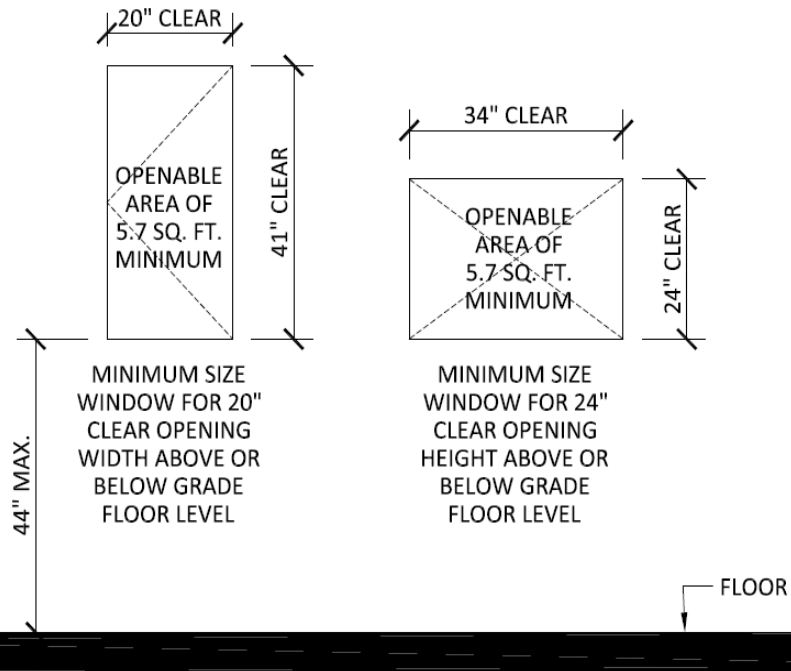 20" CLEAR
OPENABLE
AREA OF
5.7 SQ. FT.
MINIMUM
41" CLEAR
34" CLEAR
OPENABLE
AREA OF
5.7 SQ. FT.
MINIMUM
24" CLEAR
MINIMUM SIZE
WINDOW FOR 20"
CLEAR OPENING
WIDTH ABOVE OR
BELOW GRADE
FLOOR LEVEL
MINIMUM SIZE
WINDOW FOR 24"
CLEAR OPENING
HEIGHT ABOVE OR
BELOW GRADE
FLOOR LEVEL
44" MAX.
FLOOR